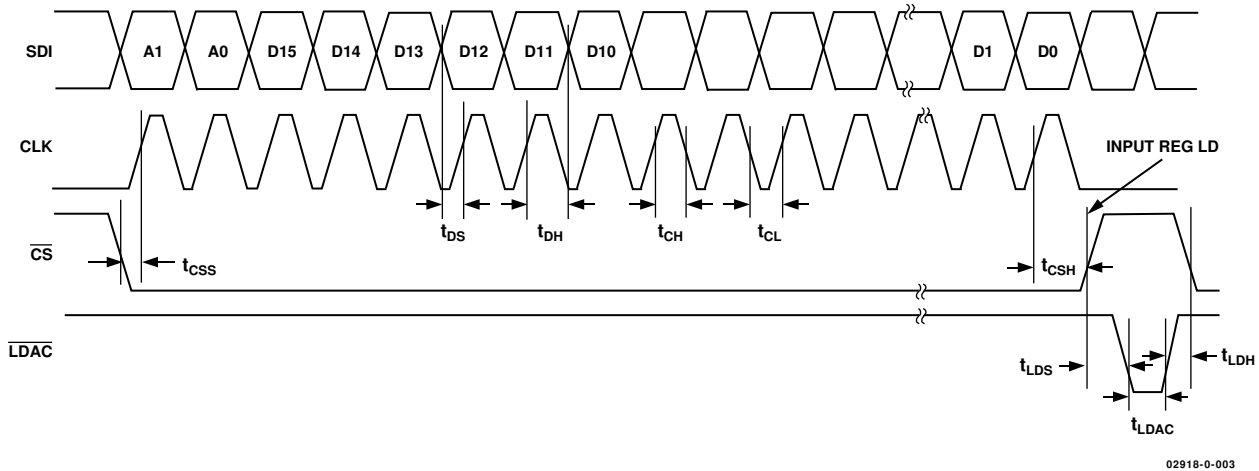 SDI A1 A0 D15 D14 D13 D12 D11 D10 D1 D0
CLK
INPUT REG LD
tDS tDH tCH tCL
CS
tCSS tCSH
LDAC
tLDS tLDH
tLDAC
02918-0-003